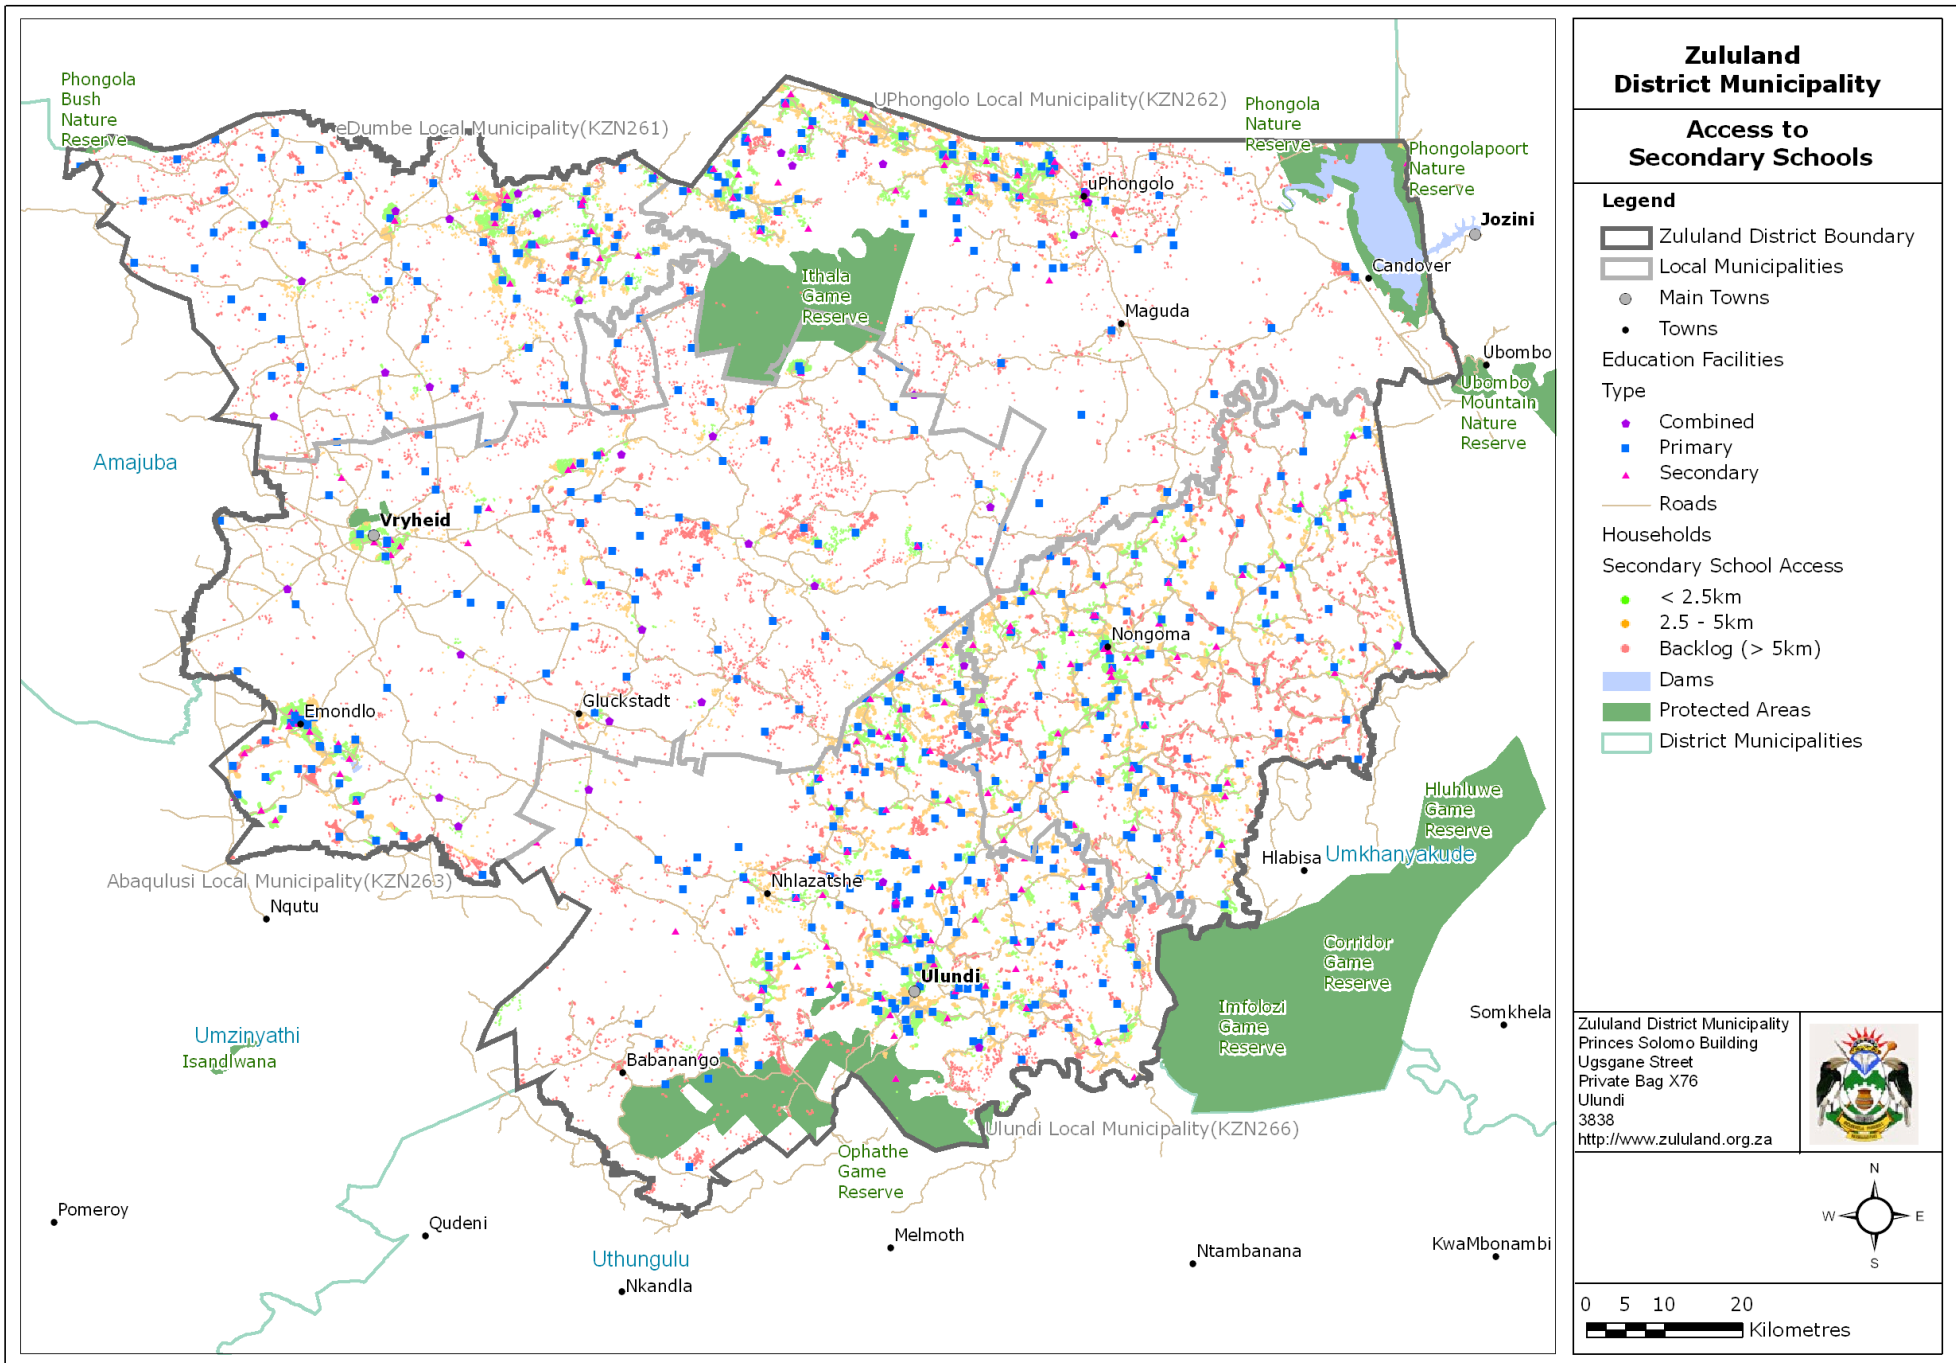 Phongola
Bush
Nature
Reserve
eDumbe Local Municipality(KZN261)
UPhongolo Local Municipality(KZN262)
Phongola
Nature
Reserve
Phongolapoort
Nature
Reserve
uPhongolo
Jozini
Candover
Ithala
Game
Reserve
Maguda
Ubombo
Ubombo
Mountain
Nature
Reserve
Amajuba
Vryheid
Nongoma
Emondlo
Gluckstadt
Hluhluwe
Game
Reserve
Hlabisa
Umkhanyakude
Abaqulusi Local Municipality(KZN263)
Nqutu
Nhlazatshe
Corridor
Game
Reserve
Ulundi
Imfolozi
Game
Reserve
Somkhela
Umzinyathi
Isandlwana
Babanango
Ulundi Local Municipality(KZN266)
Ophathe
Game
Reserve
Pomeroy
Qudeni
Melmoth
Ntambanana
KwaMbonambi
Uthungulu
Nkandla
Zululand
District Municipality
Access to
Secondary Schools
Legend
Zululand District Boundary
Local Municipalities
Main Towns
Towns
Education Facilities
Type
Combined
Primary
Secondary
Roads
Households
Secondary School Access
< 2.5km
2.5 - 5km
Backlog (> 5km)
Dams
Protected Areas
District Municipalities
Zululand District Municipality
Princes Solomo Building
Ugsgane Street
Private Bag X76
Ulundi
3838
http://www.zululand.org.za
N
W E
S
0 5 10 20
Kilometres